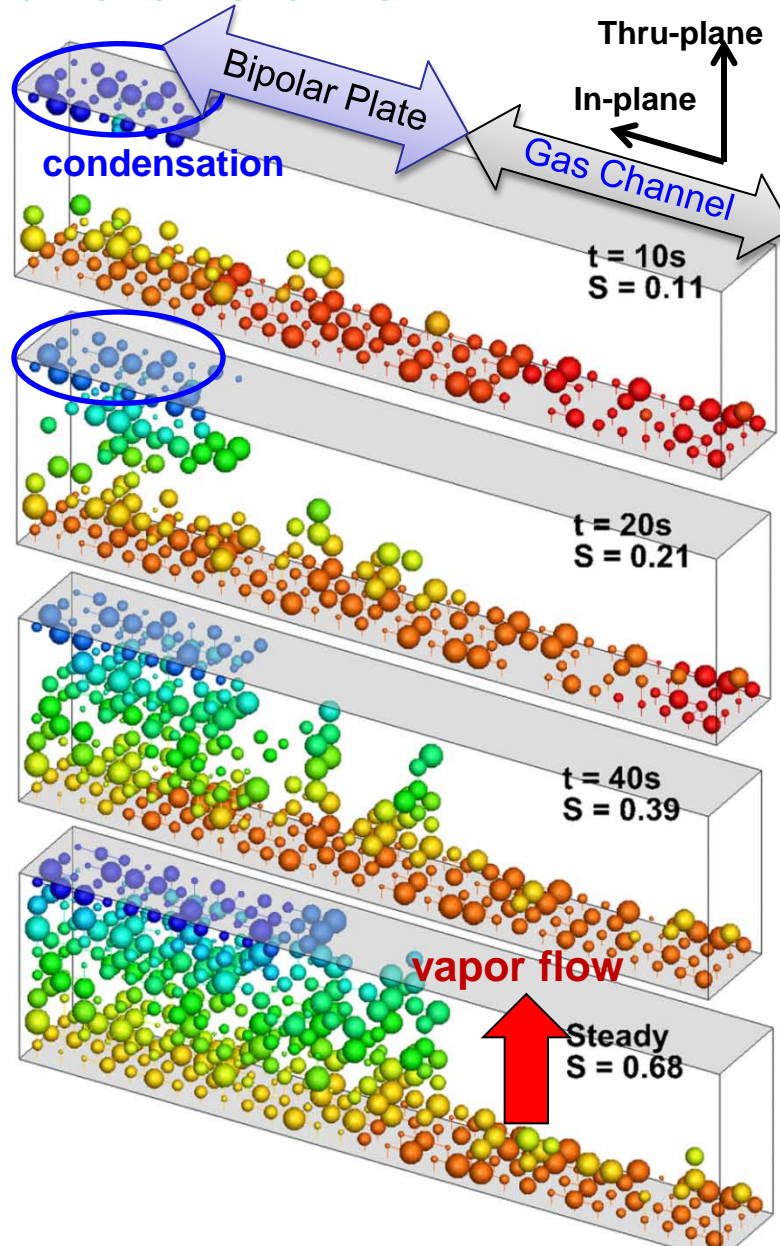 Thru-plane
Bipolar Plate
In-plane
condensation
Gas Channel
t = 10s
S = 0.11
t = 20s
S = 0.21
t = 40s
S = 0.39
vapor flow
Steady
S = 0.68